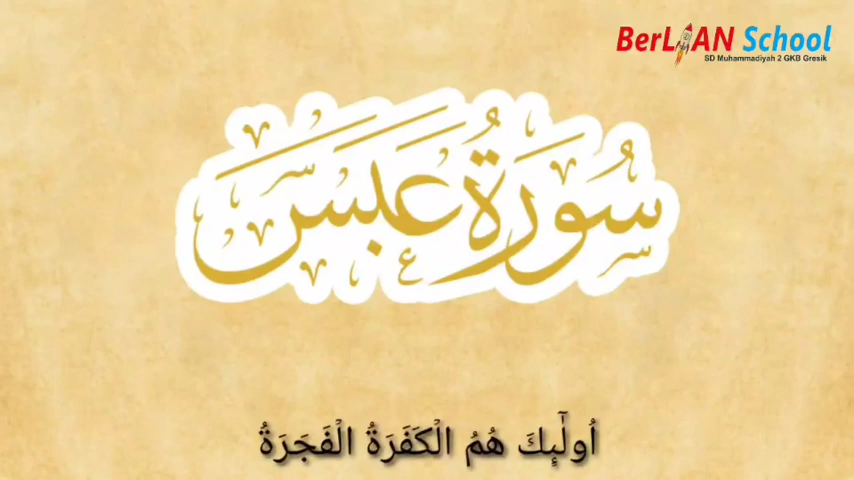 BerLIAN School
SD Muhammadiyah 2 GKB Gresik
سُورَةُ عَبَسَ
اُولٰۤىِٕكَ هُمُ الْكَفَرَةُ الْفَجَرَةُ